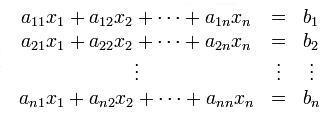 a₁₁x₁ + a₁₂x₂ + ⋯ + a₁ₙxₙ = b₁
a₂₁x₁ + a₂₂x₂ + ⋯ + a₂ₙxₙ = b₂
⋮ ⋮ ⋮
aₙ₁x₁ + aₙ₂x₂ + ⋯ + aₙₙxₙ = bₙ